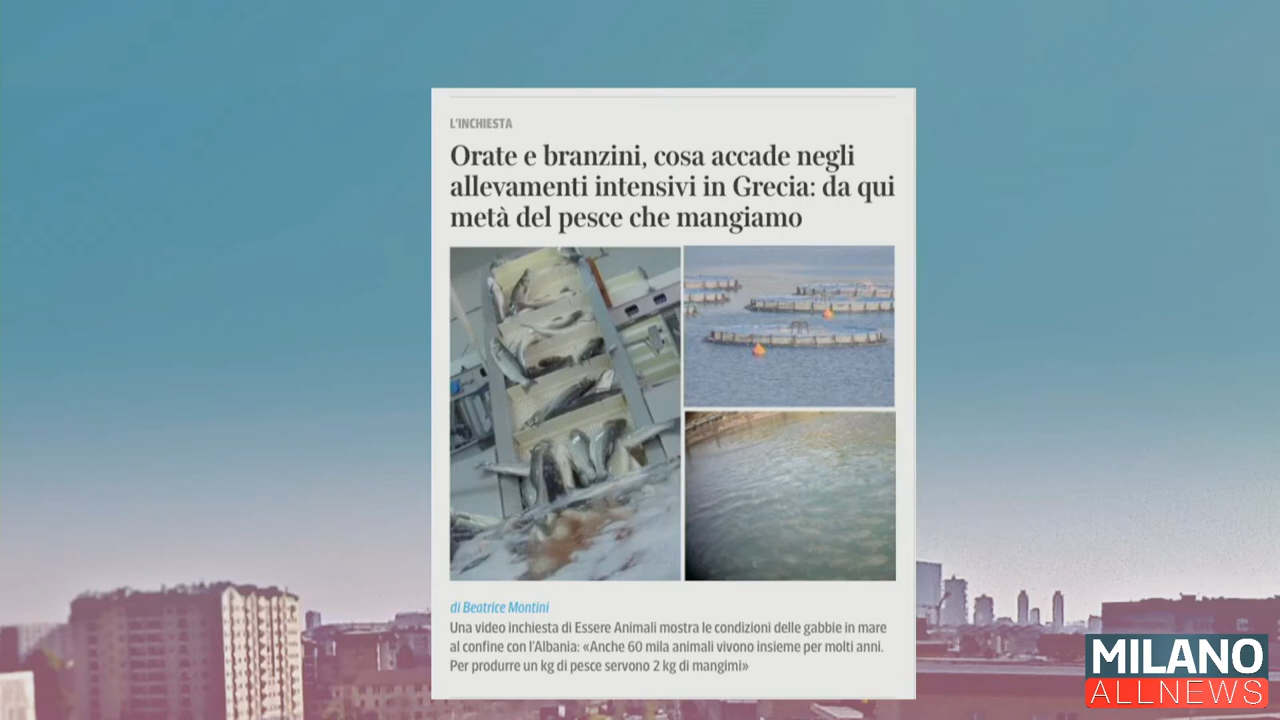 L'INCHIESTA
Orate e branzini, cosa accade negli
allevamenti intensivi in Grecia: da qui
metà del pesce che mangiamo
di Beatrice Montini
Una video inchiesta di Essere Animali mostra le condizioni delle gabbie in mare
al confine con l'Albania: «Anche 60 mila animali vivono insieme per molti anni.
Per produrre un kg di pesce servono 2 kg di mangimi»
MILANO
ALLNEWS